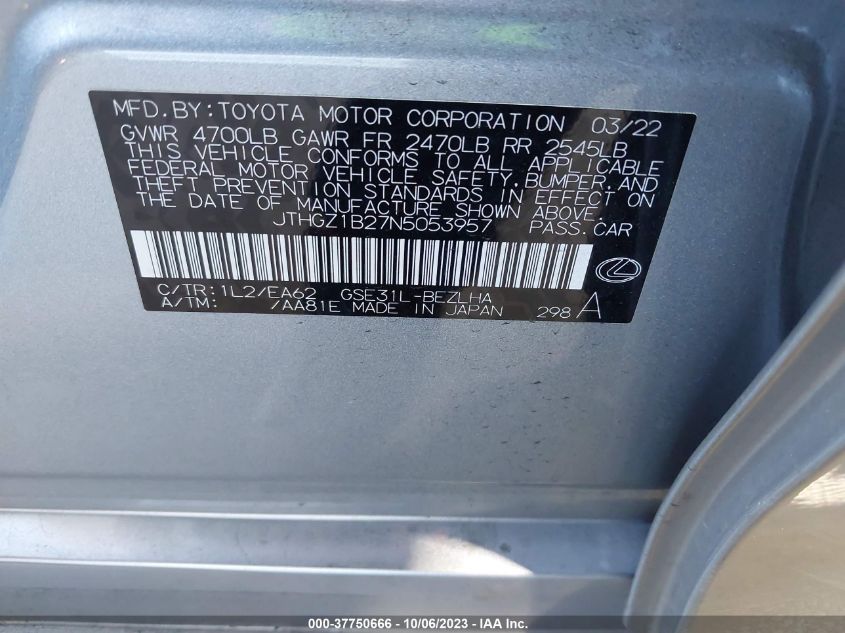 MFD.BY:TOYOTA MOTOR CORPORATION 03/22
GVWR 4700LB GAWR FR 2470LB RR 2545LB
THIS VEHICLE CONFORMS TO ALL APPLICABLE
FEDERAL MOTOR VEHICLE SAFETY,BUMPER,AND
THEFT PREVENTION STANDARDS IN EFFECT ON
THE DATE OF MANUFACTURE SHOWN ABOVE.
JTHGZ1B27N5053957 PASS.CAR
C/TR:1L2/EA62 GSE31L-BEZLHA
A/TM: /AA81E MADE IN JAPAN 298 A
000-37750666 - 10/06/2023 - IAA Inc.